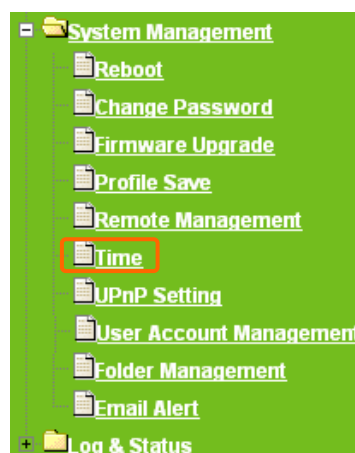 System Management
Reboot
Change Password
Firmware Upgrade
Profile Save
Remote Management
Time
UPnP Setting
User Account Management
Folder Management
Email Alert
Log & Status